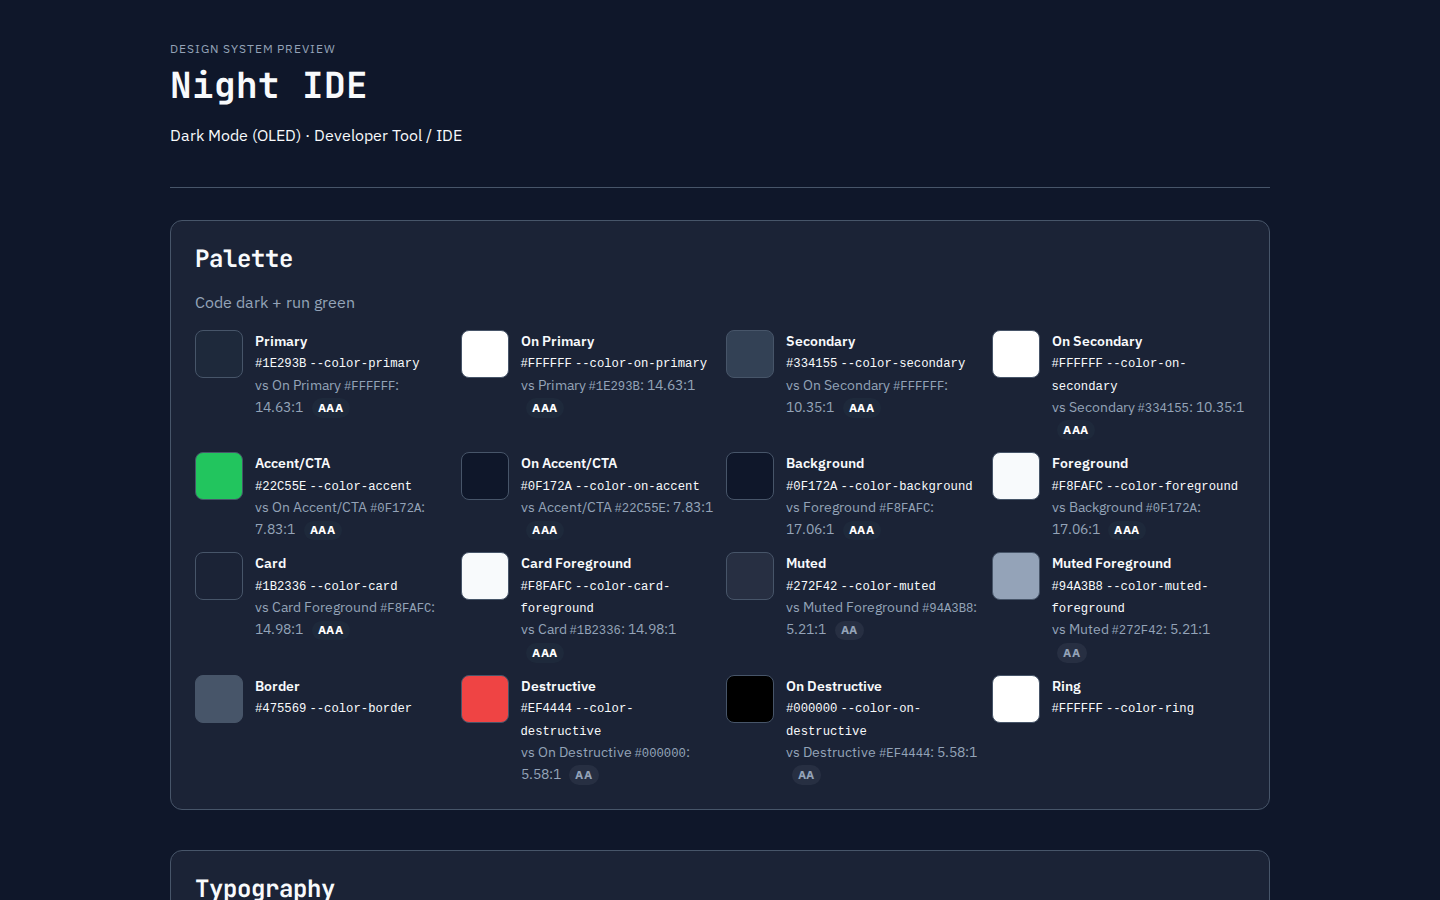 DESIGN SYSTEM PREVIEW
Night IDE
Dark Mode (OLED) · Developer Tool / IDE
Palette
Code dark + run green
Primary
#1E293B --color-primary
vs On Primary #FFFFFF:
14.63:1 AAA
On Primary
#FFFFFF --color-on-primary
vs Primary #1E293B: 14.63:1
AAA
Secondary
#334155 --color-secondary
vs On Secondary #FFFFFF:
10.35:1 AAA
On Secondary
#FFFFFF --color-on-
secondary
vs Secondary #334155: 10.35:1
AAA
Accent/CTA
#22C55E --color-accent
vs On Accent/CTA #0F172A:
7.83:1 AAA
On Accent/CTA
#0F172A --color-on-accent
vs Accent/CTA #22C55E: 7.83:1
AAA
Background
#0F172A --color-background
vs Foreground #F8FAFC:
17.06:1 AAA
Foreground
#F8FAFC --color-foreground
vs Background #0F172A:
17.06:1 AAA
Card
#1B2336 --color-card
vs Card Foreground #F8FAFC:
14.98:1 AAA
Card Foreground
#F8FAFC --color-card-
foreground
vs Card #1B2336: 14.98:1
AAA
Muted
#272F42 --color-muted
vs Muted Foreground #94A3B8:
5.21:1 AA
Muted Foreground
#94A3B8 --color-muted-
foreground
vs Muted #272F42: 5.21:1
AA
Border
#475569 --color-border
Destructive
#EF4444 --color-
destructive
vs On Destructive #000000:
5.58:1 AA
On Destructive
#000000 --color-on-
destructive
vs Destructive #EF4444: 5.58:1
AA
Ring
#FFFFFF --color-ring
Typography